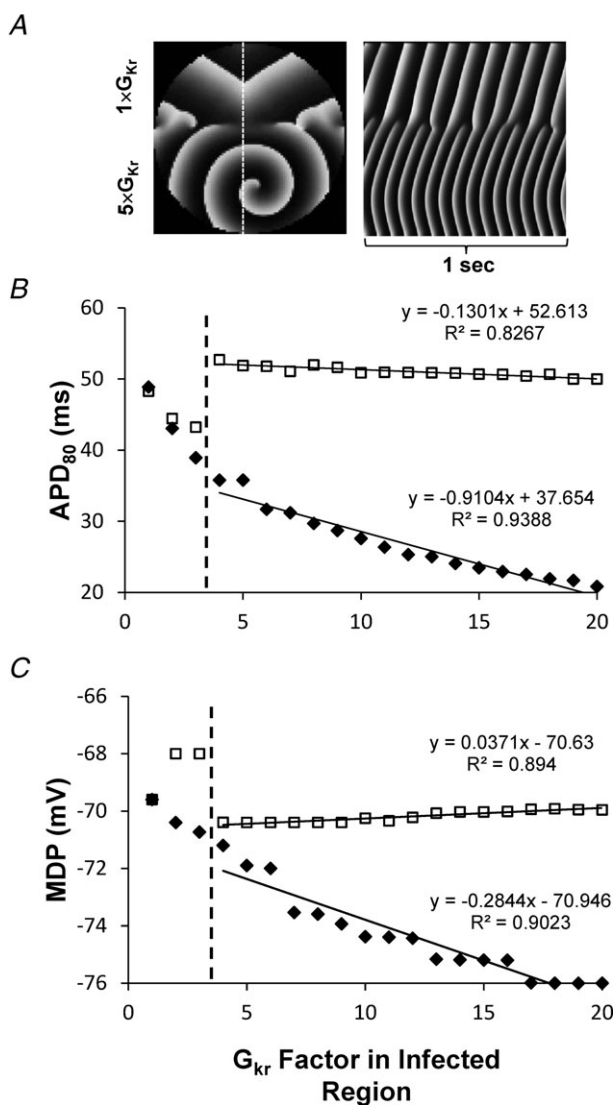 A
1×GKr
5×GKr
1 sec
B
60
50
40
30
20
APD80 (ms)
y = -0.1301x + 52.613
R² = 0.8267
y = -0.9104x + 37.654
R² = 0.9388
0
5
10
15
20
C
-66
-68
-70
-72
-74
-76
MDP (mV)
y = 0.0371x - 70.63
R² = 0.894
y = -0.2844x - 70.946
R² = 0.9023
0
5
10
15
20
Gkr Factor in Infected
Region